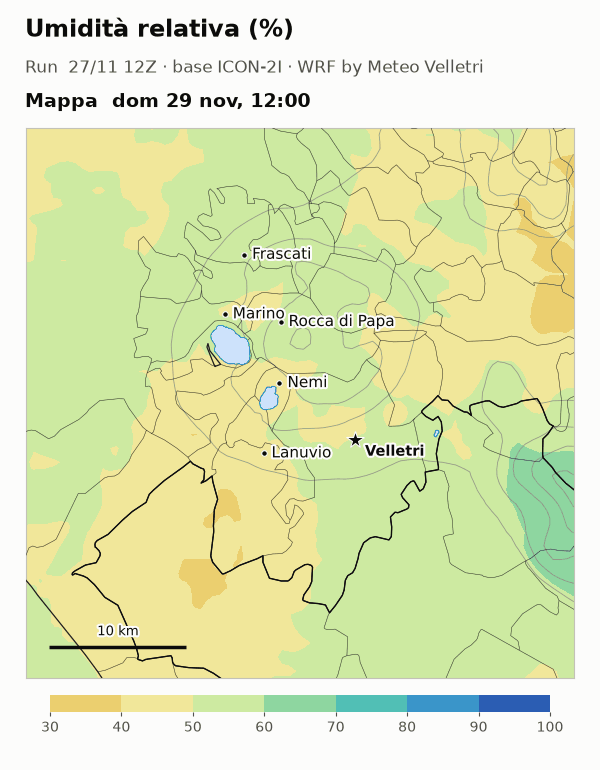 Umidità relativa (%)
Run  27/11 12Z · base ICON-2I · WRF by Meteo Velletri
Mappa  dom 29 nov, 12:00
Frascati
Marino
Rocca di Papa
Nemi
Velletri
Lanuvio
10 km
30 40 50 60 70 80 90 100